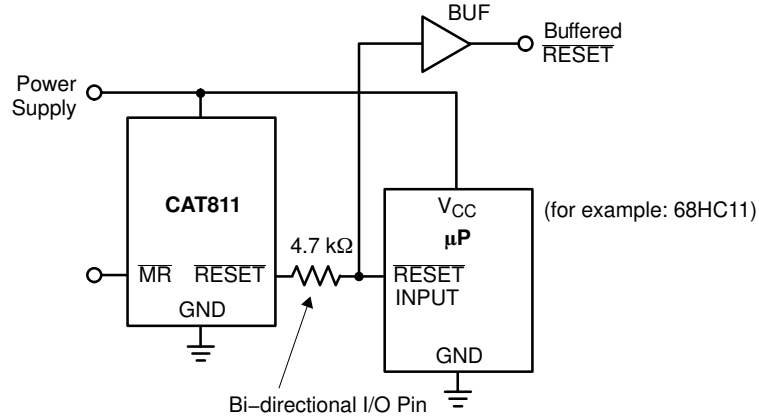 BUF
Buffered
RESET
Power
Supply
CAT811
VCC
(for example: 68HC11)
µP
4.7 kΩ
MR RESET
RESET
INPUT
GND
GND
Bi−directional I/O Pin